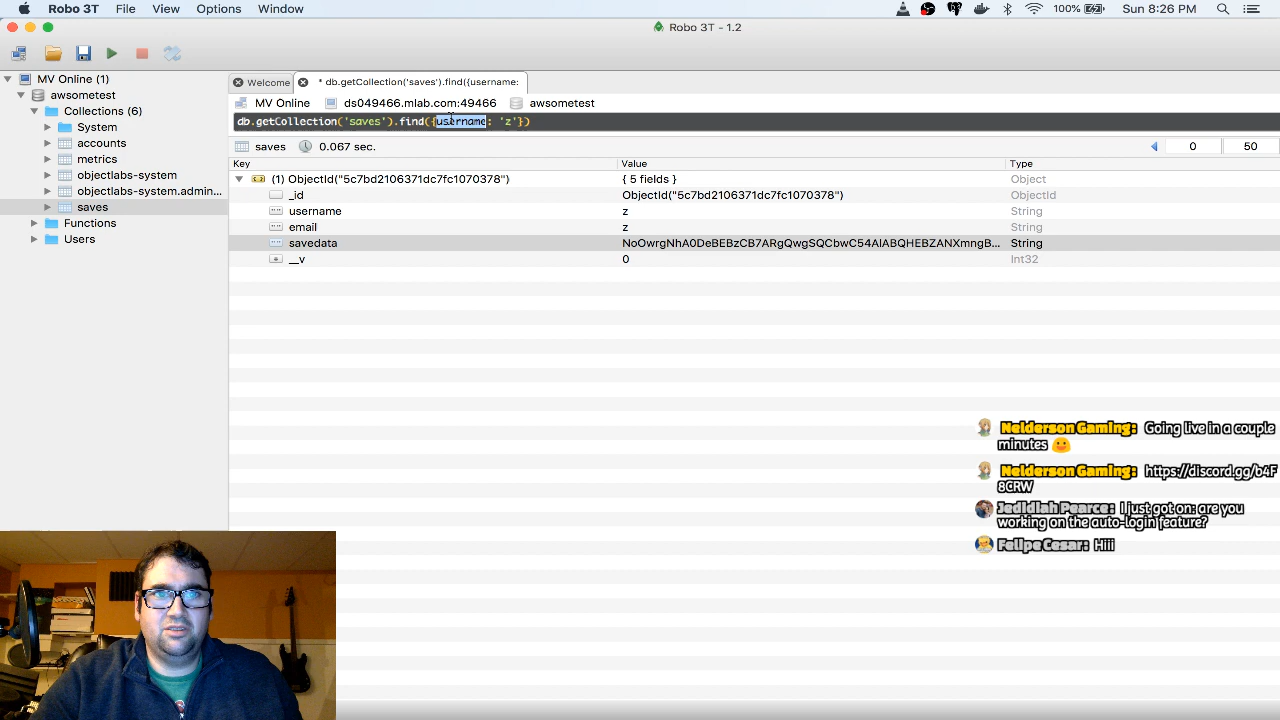 Robo 3T File View Options Window 100% Sun 8:26 PM
Robo 3T - 1.2
MV Online (1)
awsometest
Collections (6)
System
accounts
metrics
objectlabs-system
objectlabs-system.admin...
saves
Functions
Users
Welcome * db.getCollection('saves').find({username:
MV Online ds049466.mlab.com:49466 awsometest
db.getCollection('saves').find({username: 'z'})
saves 0.067 sec. 0 50
Key Value Type
(1) ObjectId("5c7bd2106371dc7fc1070378") { 5 fields } Object
_id ObjectId("5c7bd2106371dc7fc1070378") ObjectId
username z String
email z String
savedata NoOwrgNhA0DeBEBzCB7ARgQwgSQCbwC54AIABQHEBZANXmngB... String
__v 0 Int32
Nelderson Gaming: Going live in a couple
minutes
Nelderson Gaming: https://discord.gg/b4F
8CRW
Jedidiah Pearce: I just got on: are you
working on the auto-login feature?
Felipe Cesar: Hiii